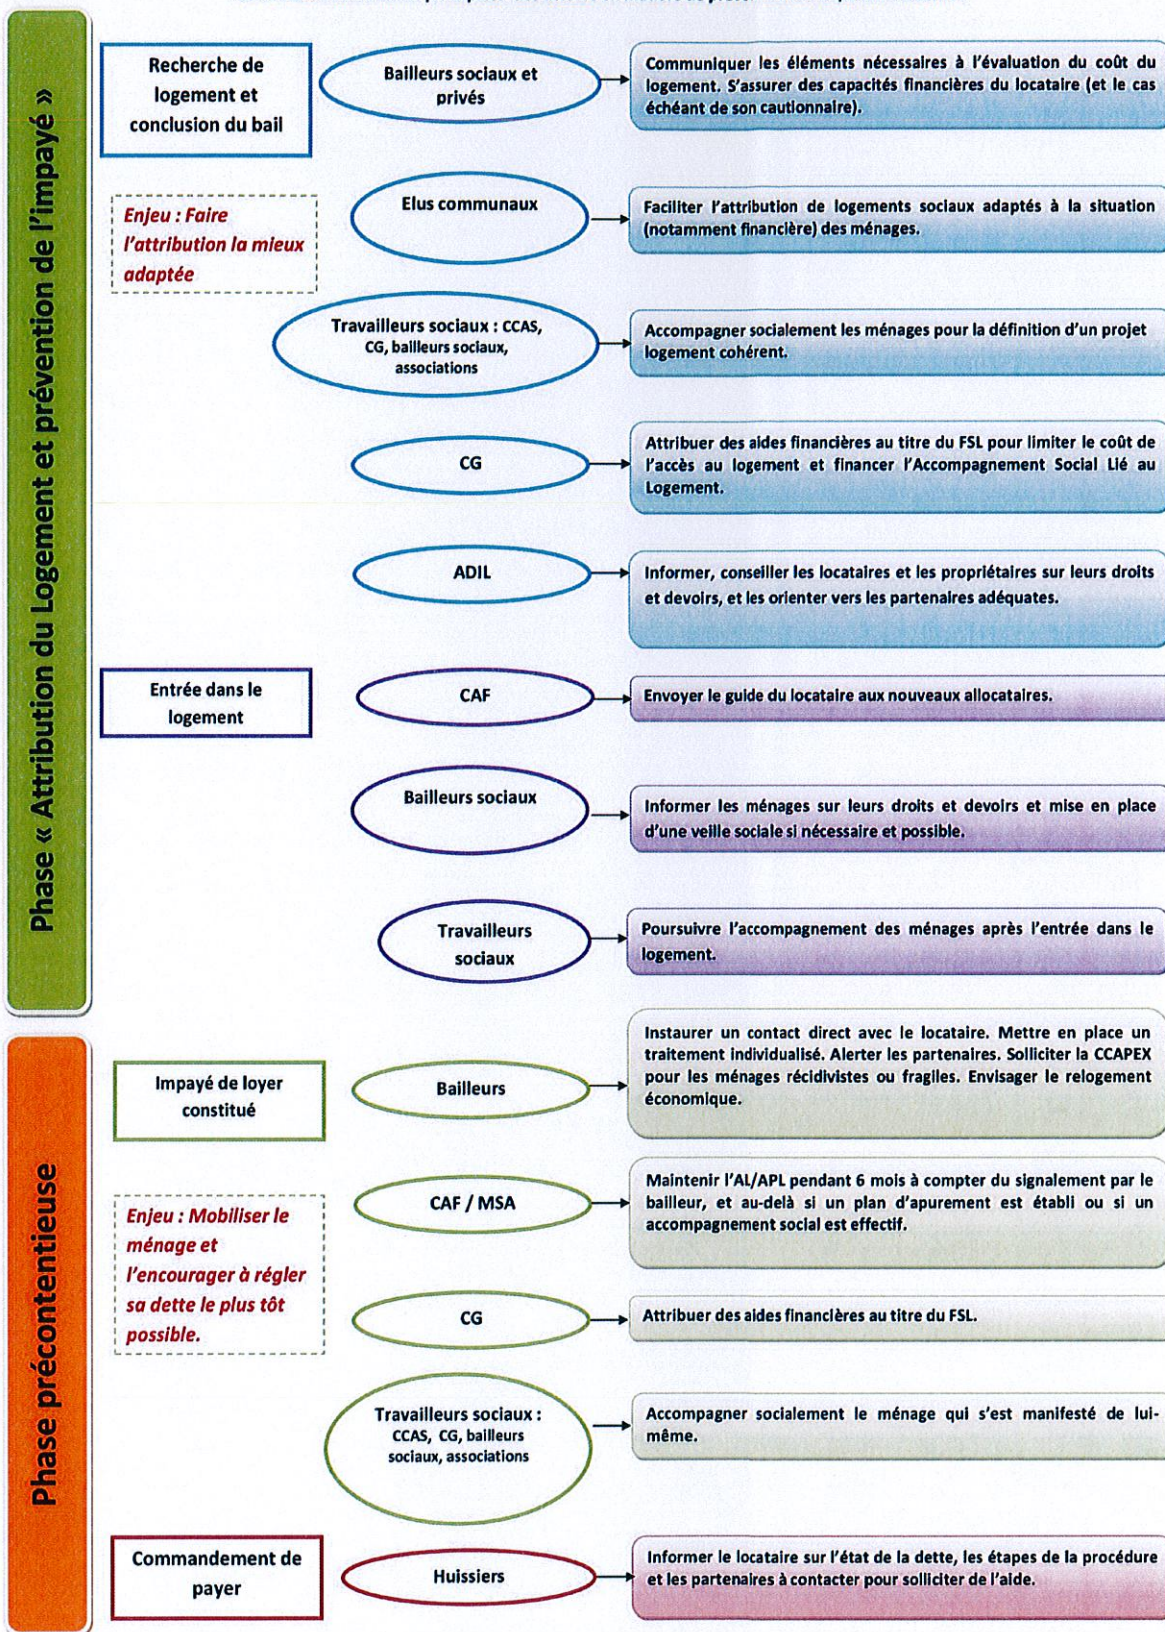 Phase « Attribution du Logement et prévention de l'impayé »
Recherche de
logement et
conclusion du bail
Bailleurs sociaux et
privés
Communiquer les éléments nécessaires à l'évaluation du coût du
logement. S'assurer des capacités financières du locataire (et le cas
échéant de son cautionnaire).
Enjeu : Faire
l'attribution la mieux
adaptée
Elus communaux
Faciliter l'attribution de logements sociaux adaptés à la situation
(notamment financière) des ménages.
Travailleurs sociaux : CCAS,
CG, bailleurs sociaux,
associations
Accompagner socialement les ménages pour la définition d'un projet
logement cohérent.
CG
Attribuer des aides financières au titre du FSL pour limiter le coût de
l'accès au logement et financer l'Accompagnement Social Lié au
Logement.
ADIL
Informer, conseiller les locataires et les propriétaires sur leurs droits
et devoirs, et les orienter vers les partenaires adéquates.
Entrée dans le
logement
CAF
Envoyer le guide du locataire aux nouveaux allocataires.
Bailleurs sociaux
Informer les ménages sur leurs droits et devoirs et mise en place
d'une veille sociale si nécessaire et possible.
Travailleurs
sociaux
Poursuivre l'accompagnement des ménages après l'entrée dans le
logement.
Phase précontentieuse
Impayé de loyer
constitué
Bailleurs
Instaurer un contact direct avec le locataire. Mettre en place un
traitement individualisé. Alerter les partenaires. Solliciter la CCAPEX
pour les ménages récidivistes ou fragiles. Envisager le relogement
économique.
Enjeu : Mobiliser le
ménage et
l'encourager à régler
sa dette le plus tôt
possible.
CAF / MSA
Maintenir l'AL/APL pendant 6 mois à compter du signalement par le
bailleur, et au-delà si un plan d'apurement est établi ou si un
accompagnement social est effectif.
CG
Attribuer des aides financières au titre du FSL.
Travailleurs sociaux :
CCAS, CG, bailleurs
sociaux, associations
Accompagner socialement le ménage qui s'est manifesté de lui-
même.
Commandement de
payer
Huissiers
Informer le locataire sur l'état de la dette, les étapes de la procédure
et les partenaires à contacter pour solliciter de l'aide.